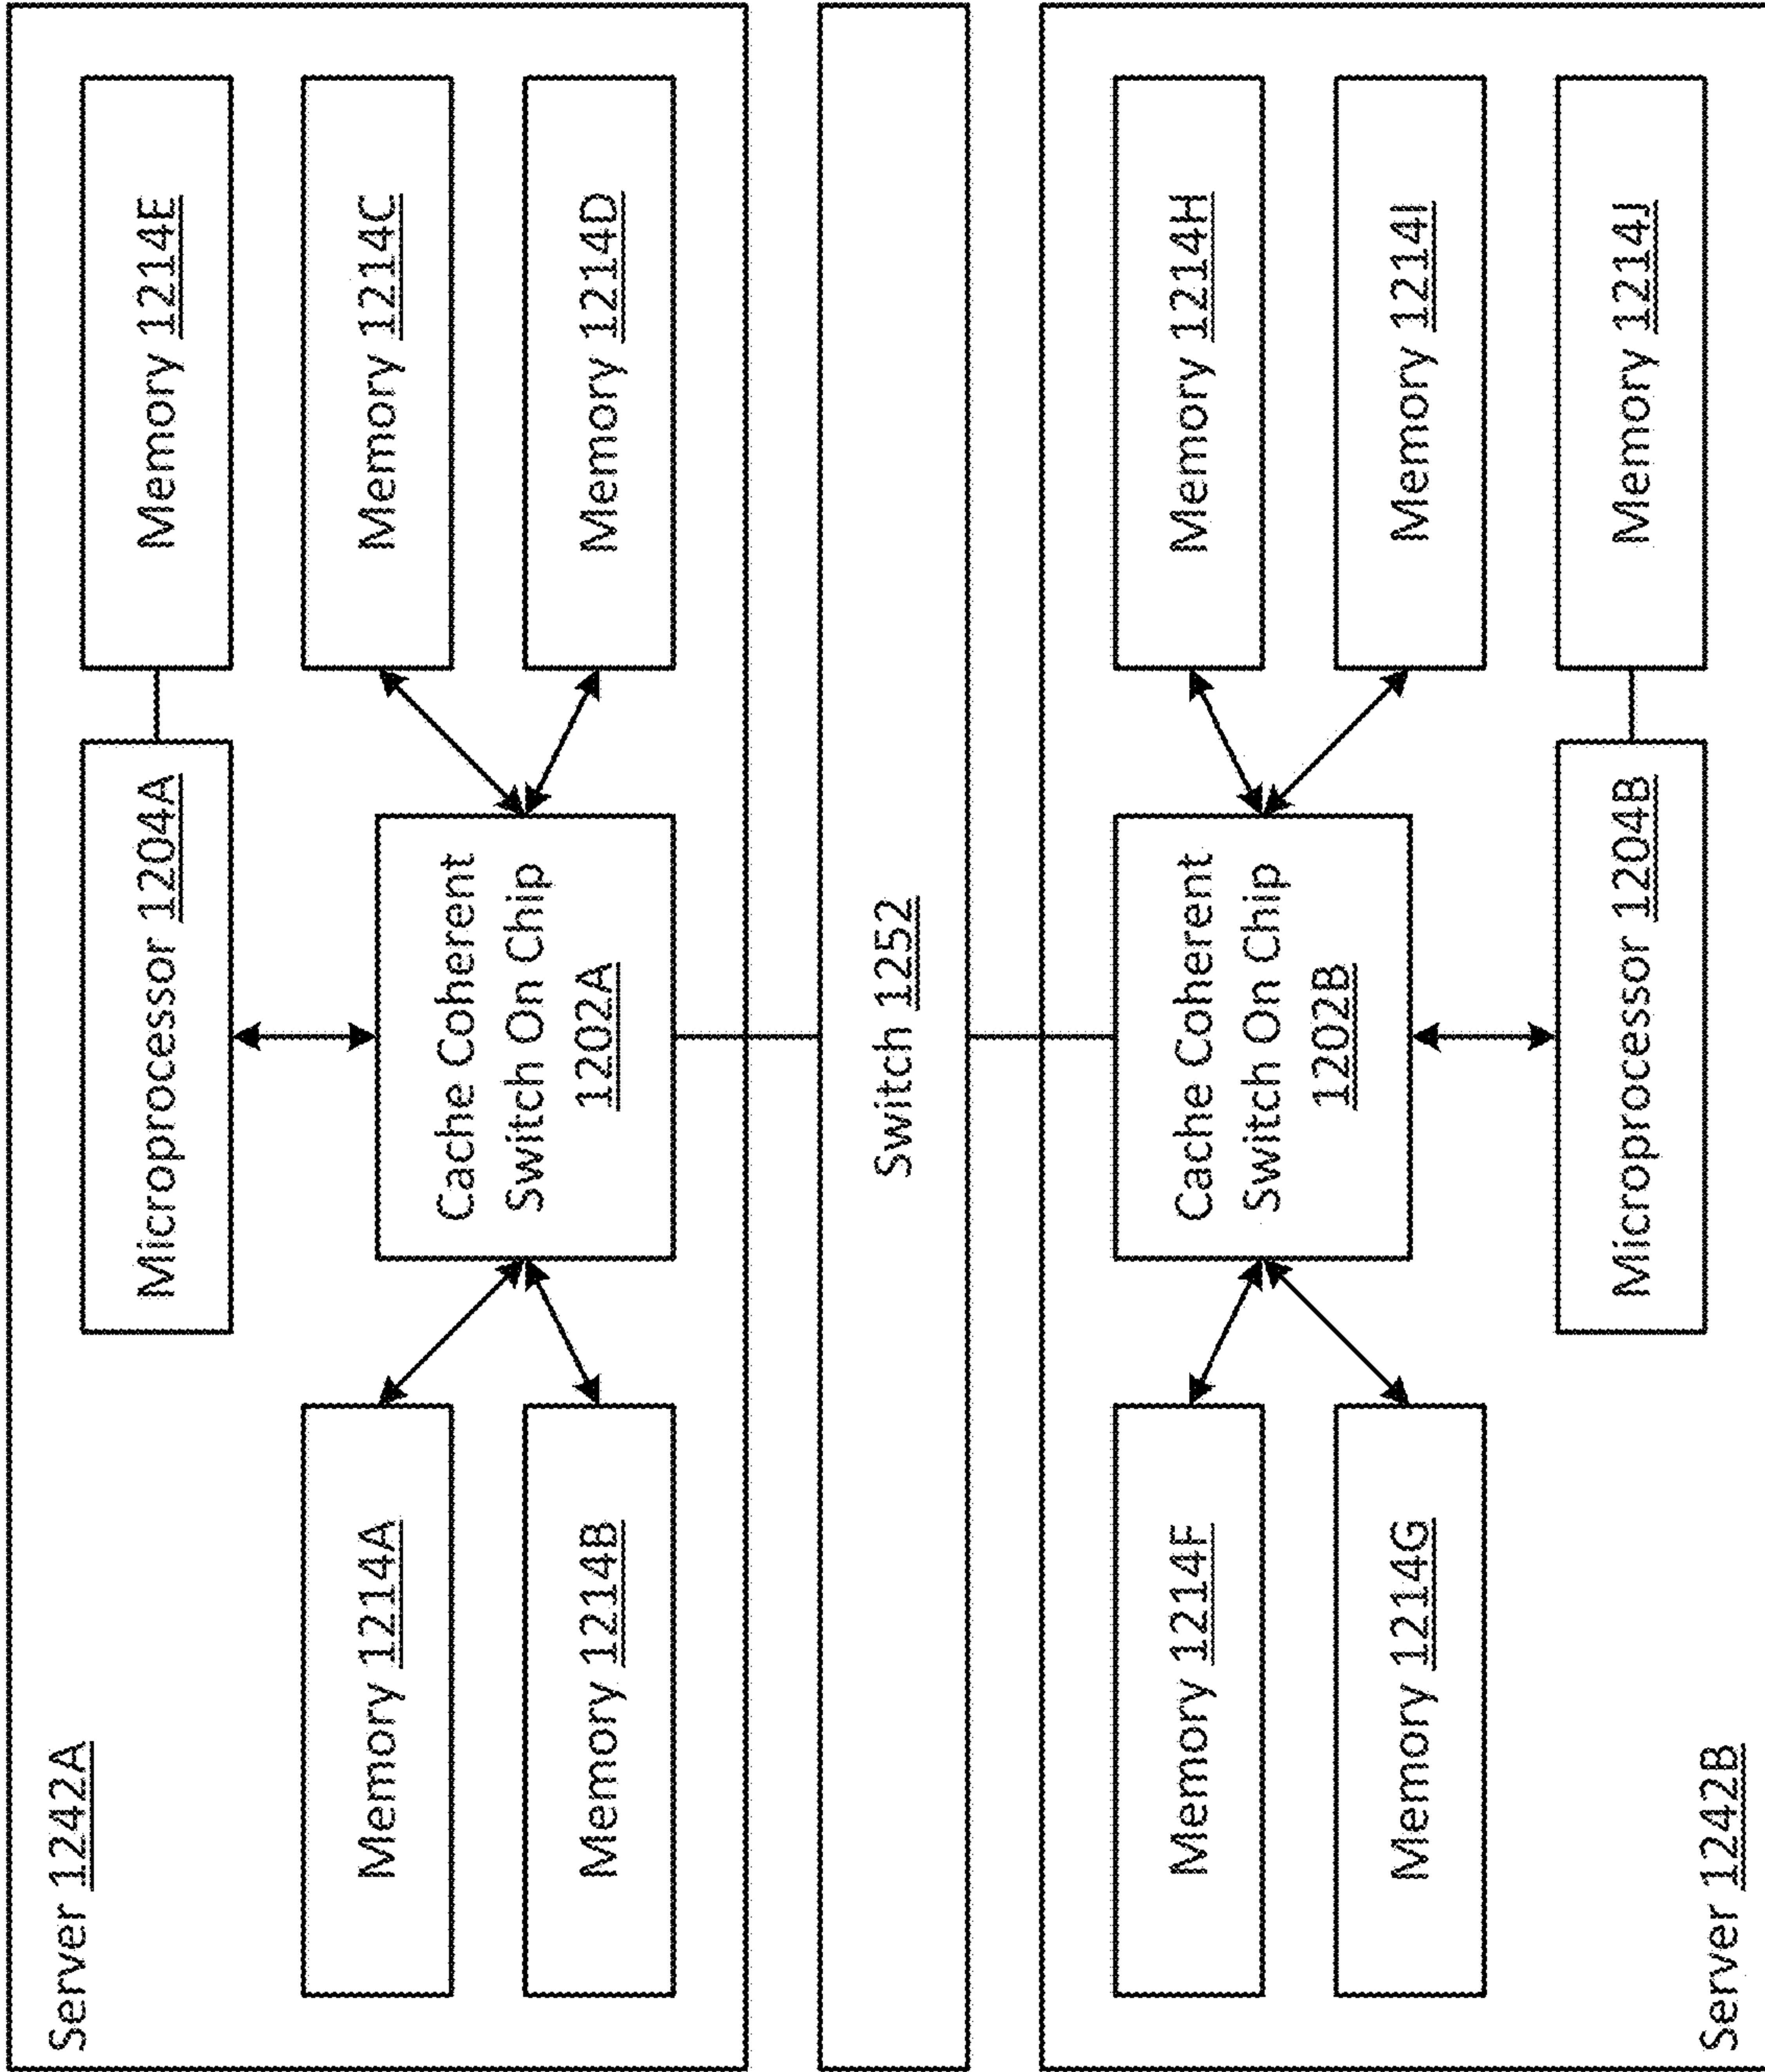 Server 1242A
Microprocessor 1204A
Memory 1214E
Memory 1214A
Cache Coherent
Switch On Chip
1202A
Memory 1214C
Memory 1214B
Memory 1214D
Switch 1252
Memory 1214F
Cache Coherent
Switch On Chip
1202B
Memory 1214H
Memory 1214G
Memory 1214I
Microprocessor 1204B
Memory 1214J
Server 1242B